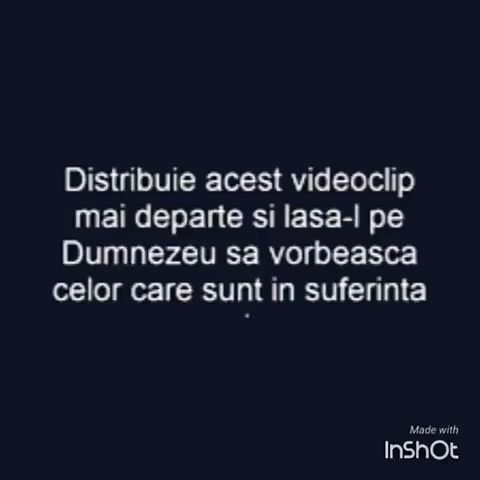 Distribuie acest videoclip
mai departe si lasa-l pe
Dumnezeu sa vorbeasca
celor care sunt in suferinta
.
Made with
InShOt